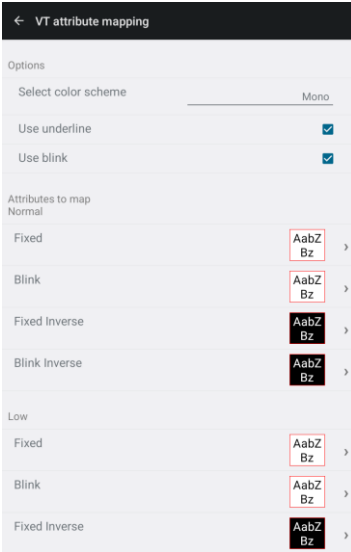 VT attribute mapping
Options
Select color scheme Mono
Use underline
Use blink
Attributes to map
Normal
Fixed AabZ
Bz
Blink AabZ
Bz
Fixed Inverse AabZ
Bz
Blink Inverse AabZ
Bz
Low
Fixed AabZ
Bz
Blink AabZ
Bz
Fixed Inverse AabZ
Bz